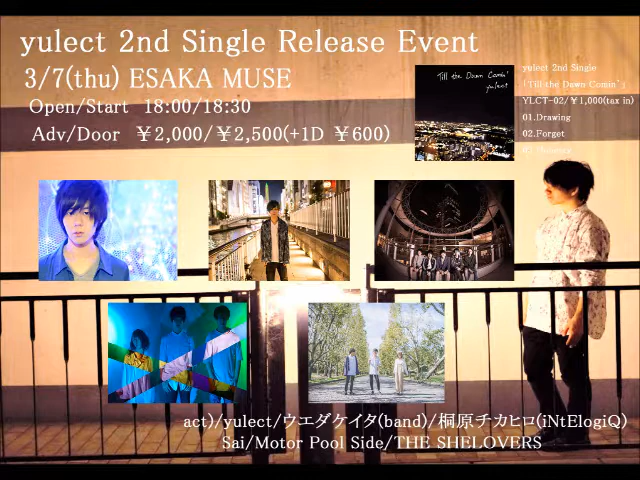 yulect 2nd Single Release Event
3/7(thu) ESAKA MUSE
Open/Start 18:00/18:30
Adv/Door ￥2,000/￥2,500(+1D ￥600)
Till the Dawn Comin'
yulect
yulect 2nd Single
「Till the Dawn Comin'」
YLCT-02/￥1,000(tax in)
01.Drawing
02.Forget
act)/yulect/ウエダケイタ(band)/桐原チカヒロ(iNtElogiQ)
Sai/Motor Pool Side/THE SHELOVERS